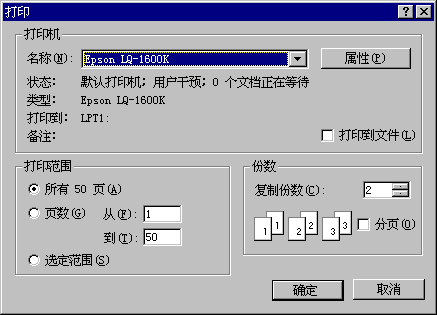 打印
打印机
名称(N): Epson LQ-1600K 属性(P)
状态: 默认打印机; 用户干预; 0 个文档正在等待
类型: Epson LQ-1600K
打印到: LPT1:
备注: 打印到文件(L)
打印范围
所有 50 页(A)
页数(G) 从(F): 1
到(T): 50
选定范围(S)
份数
复制份数(C): 2
1 1 2 2 3 3 分页(O)
确定 取消